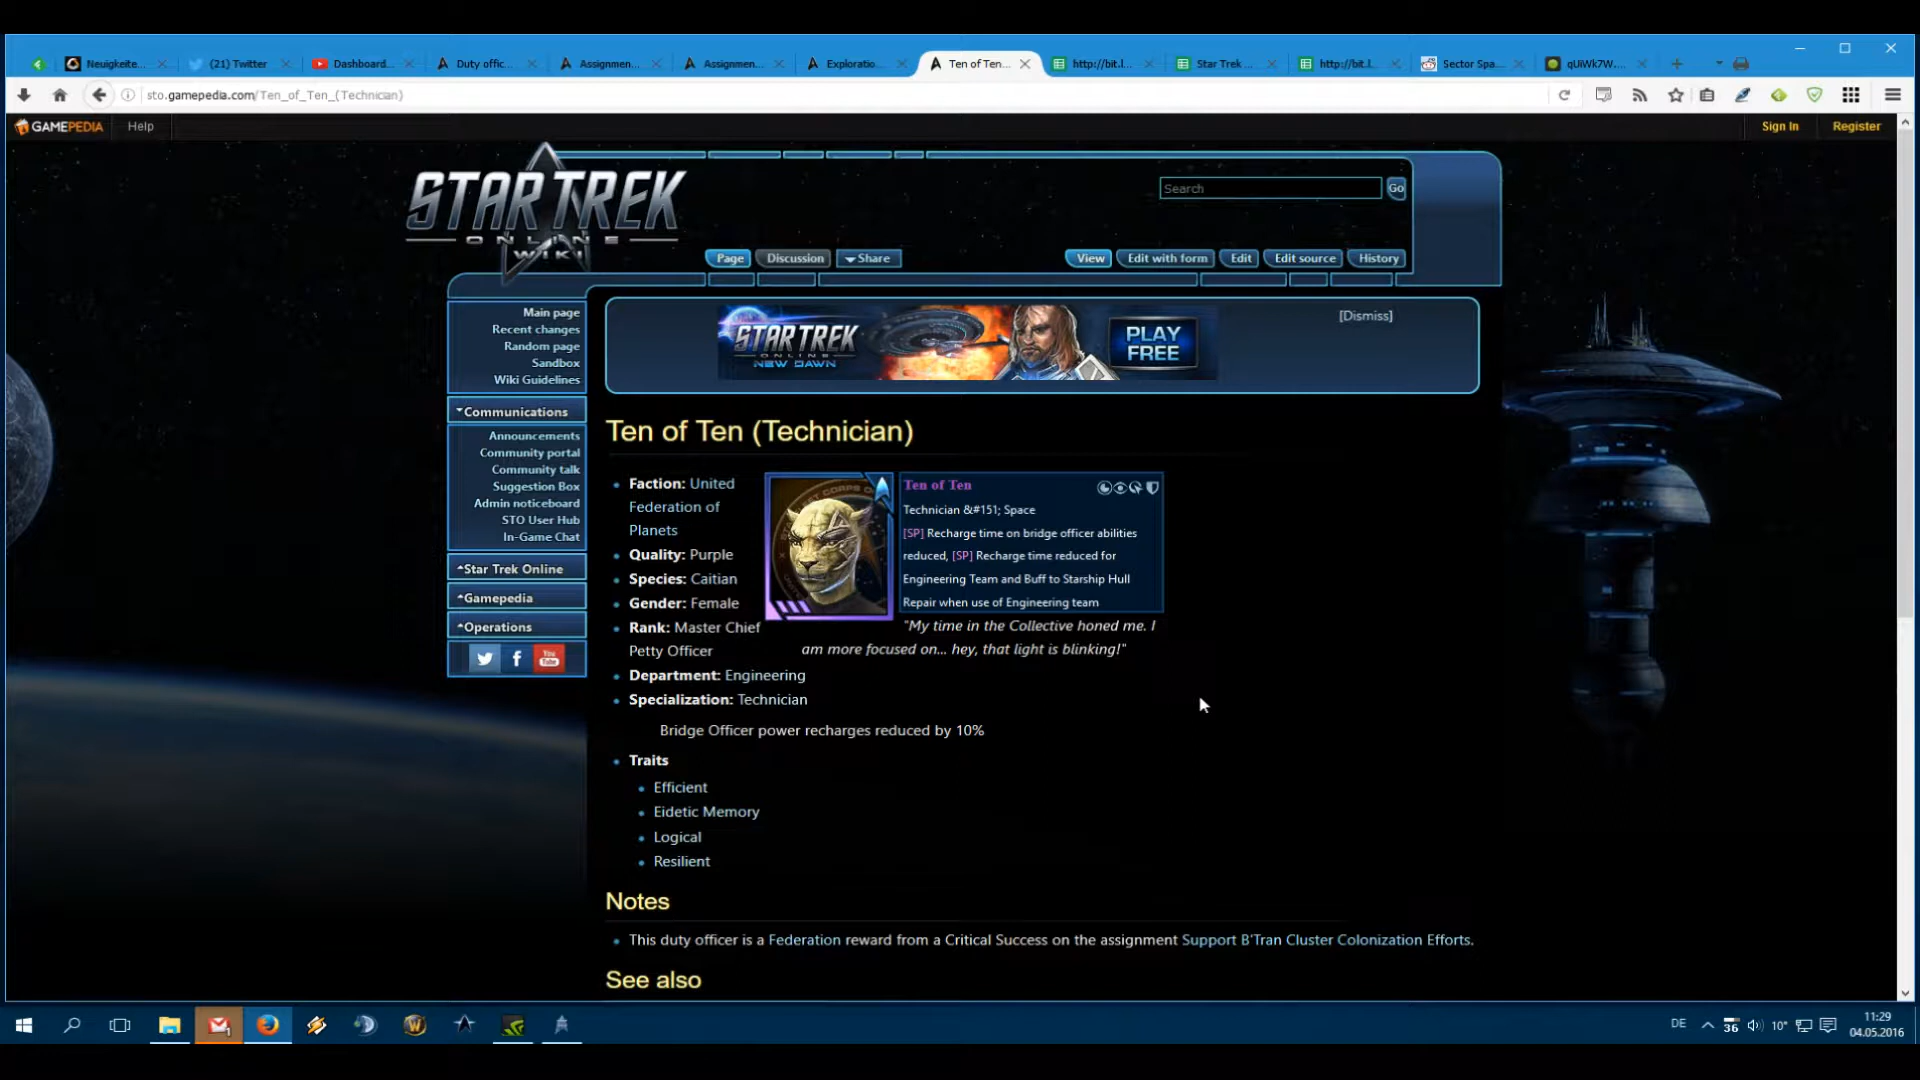 Neuigkeite...
(21) Twitter
Dashboard...
Duty offic...
Assignmen...
Assignmen...
Exploratio...
Ten of Ten...
http://bit.l...
Star Trek ...
http://bit.l...
Sector Spa...
qUiWk7W....
sto.gamepedia.com/Ten_of_Ten_(Technician)
GAMEPEDIA
Help
Sign In
Register
STAR TREK
ONLINE
WIKI
Search
Go
Page
Discussion
Share
View
Edit with form
Edit
Edit source
History
Main page
Recent changes
Random page
Sandbox
Wiki Guidelines
Communications
Announcements
Community portal
Community talk
Suggestion Box
Admin noticeboard
STO User Hub
In-Game Chat
Star Trek Online
Gamepedia
Operations
You
Tube
STAR TREK
ONLINE
NEW DAWN
PLAY
FREE
[Dismiss]
Ten of Ten (Technician)
Faction: United
Federation of
Planets
Quality: Purple
Species: Caitian
Gender: Female
Rank: Master Chief
Petty Officer
Department: Engineering
Specialization: Technician
Bridge Officer power recharges reduced by 10%
Traits
Efficient
Eidetic Memory
Logical
Resilient
Ten of Ten
Technician &#151; Space
[SP] Recharge time on bridge officer abilities
reduced, [SP] Recharge time reduced for
Engineering Team and Buff to Starship Hull
Repair when use of Engineering team
"My time in the Collective honed me. I
am more focused on... hey, that light is blinking!"
Notes
This duty officer is a Federation reward from a Critical Success on the assignment Support B'Tran Cluster Colonization Efforts.
See also
DE
36
10°
11:29
04.05.2016